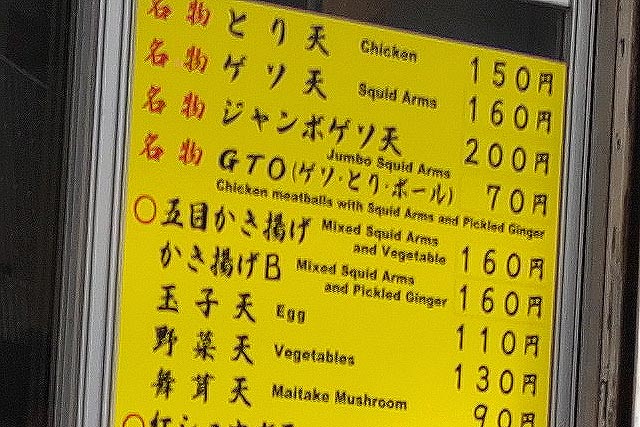 名物 とり天 Chicken 150円
名物 ゲソ天 Squid Arms 160円
名物 ジャンボゲソ天 200円
Jumbo Squid Arms
名物 GTO(ゲソ・とり・ボール) 70円
Chicken meatballs with Squid Arms and Pickled Ginger
○五目かき揚げ Mixed Squid Arms and Vegetable 160円
かき揚げB Mixed Squid Arms and Pickled Ginger 160円
玉子天 Egg 110円
野菜天 Vegetables 130円
舞茸天 Maitake Mushroom 90円